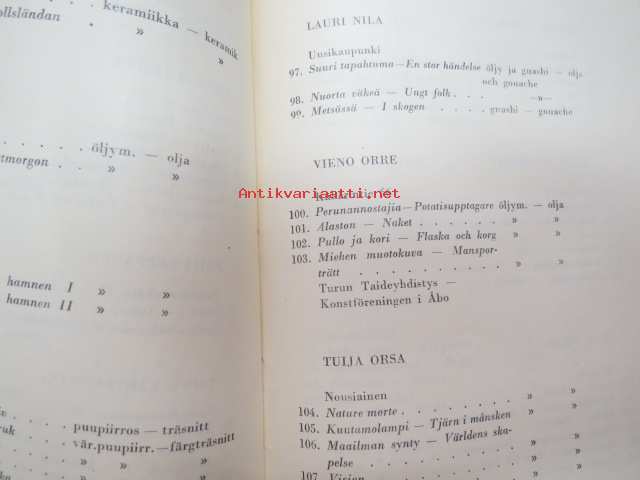 . . . keramiikka — keramik
ollsländan . » »
. . . . . öljym. — olja
tmorgon . . » »
hamnen I » »
hamnen II » »
. . . . puupiirros — träsnitt
ruk . . vär.puupiirr.—färgträsnitt
. . . » »
. . . » »
LAURI NILA
Uusikaupunki
97. Suuri tapahtuma—En stor händelse öljy ja guashi — olja
och gouache
98. Nuorta väkeä — Ungt folk . . . —»—
99. Metsässä — I skogen . . . . guashi — gouache
VIENO ORRE
Antikvariaatti.net
100. Perunannostajia—Potatisupptagare öljym. — olja
101. Alaston — Naket . . . . . . » »
102. Pullo ja kori — Flaska och korg » »
103. Miehen muotokuva — Manspor-
trätt . . . . . . . . . . » »
Turun Taideyhdistys —
Konstföreningen i Åbo
TUIJA ORSA
Nousiainen
104. Nature morte . . . . . . . » »
105. Kuutamolampi — Tjärn i månsken » »
106. Maailman synty — Världens ska-
pelse . . . . . . . . . » »
107. Vision . . . . . . . . » »